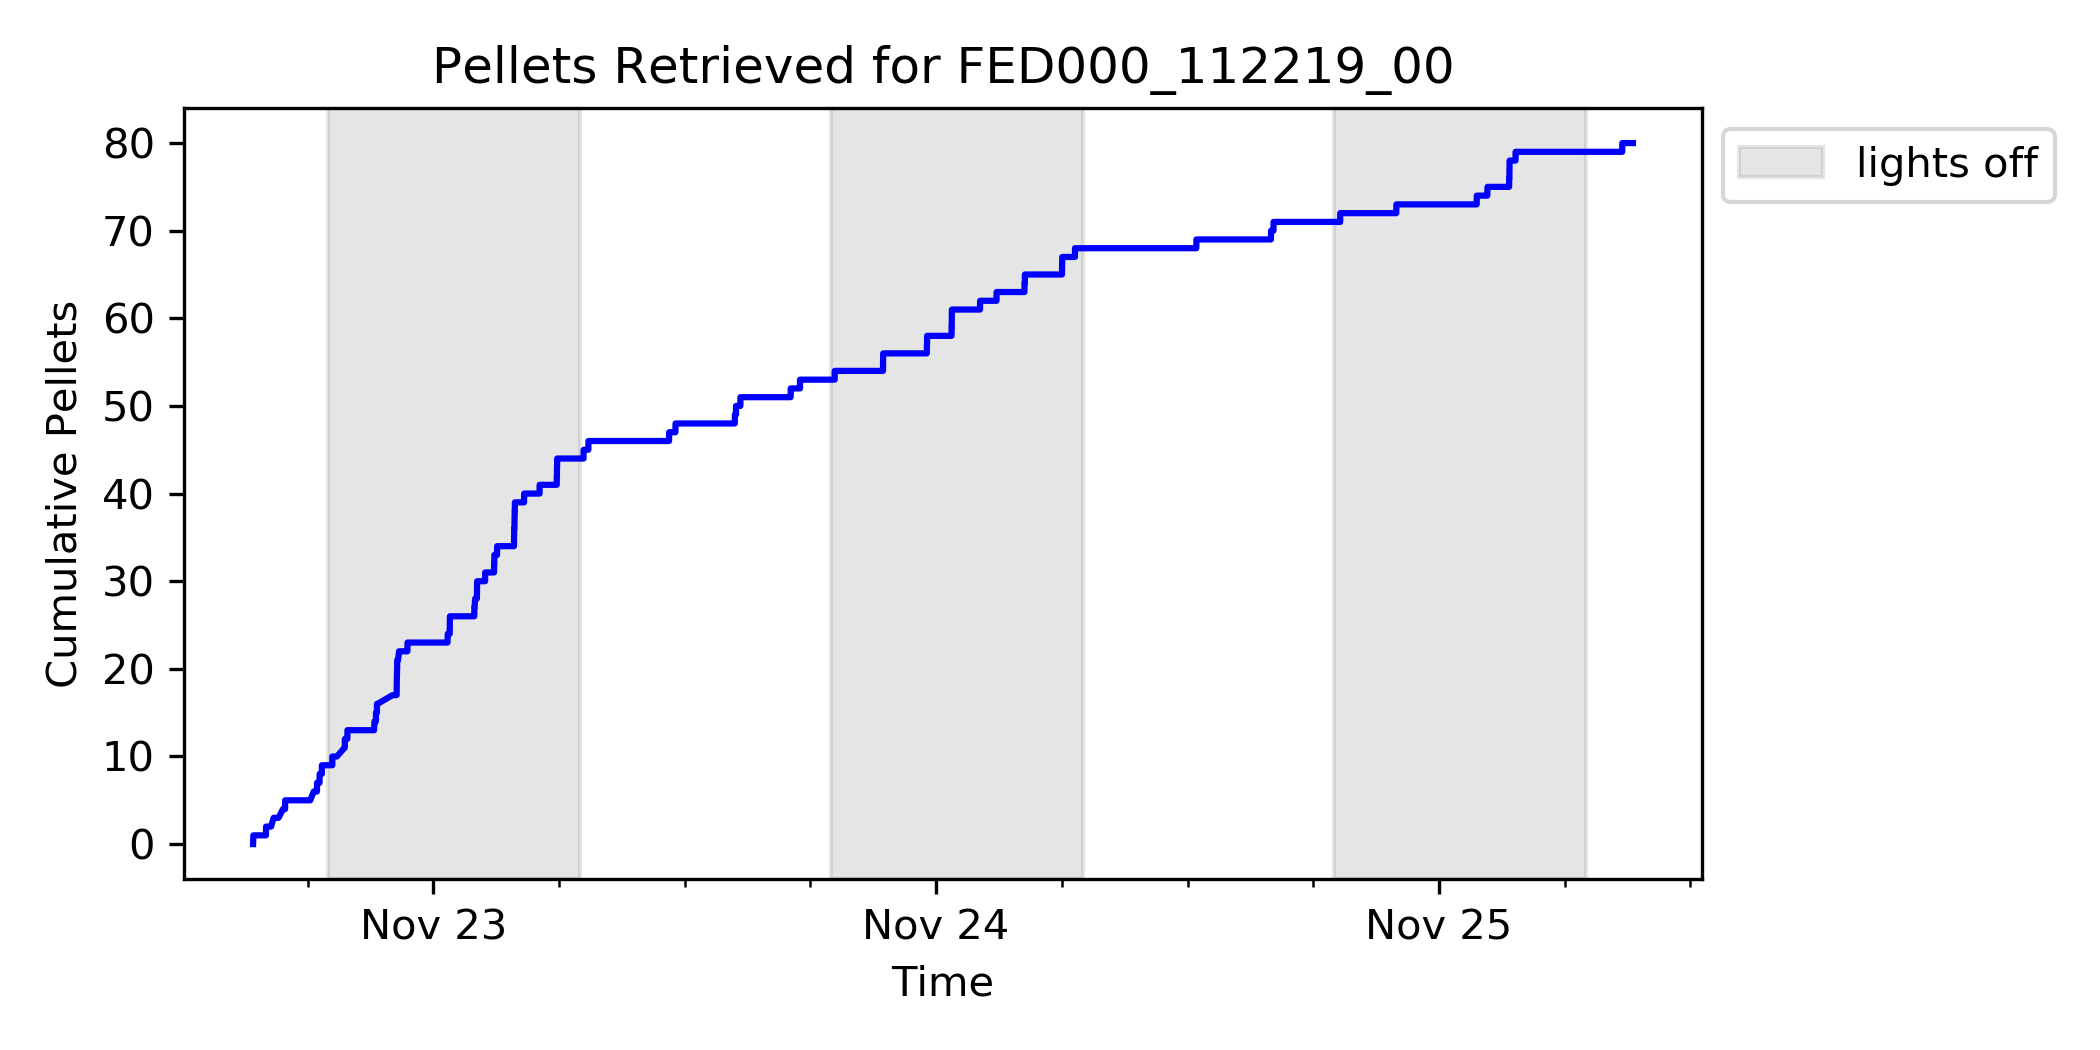 Pellets Retrieved for FED000_112219_00
lights off
80
70
60
50
40
30
20
10
0
Cumulative Pellets
Nov 23 Nov 24 Nov 25
Time